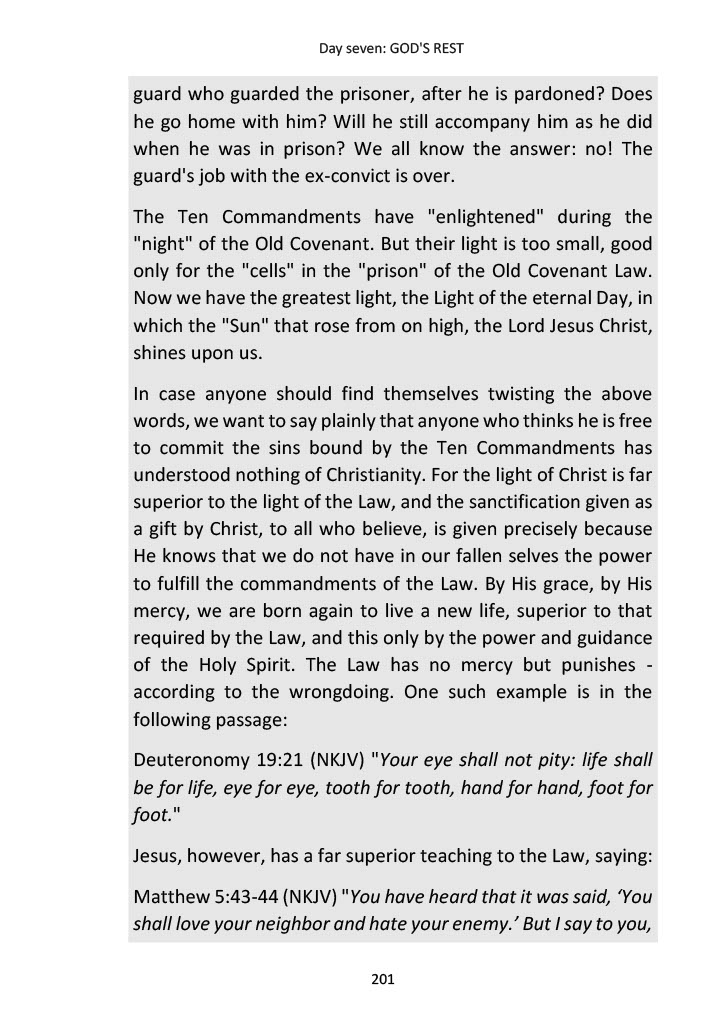 Day seven: GOD'S REST
guard who guarded the prisoner, after he is pardoned? Does
he go home with him? Will he still accompany him as he did
when he was in prison? We all know the answer: no! The
guard's job with the ex-convict is over.
The Ten Commandments have "enlightened" during the
"night" of the Old Covenant. But their light is too small, good
only for the "cells" in the "prison" of the Old Covenant Law.
Now we have the greatest light, the Light of the eternal Day, in
which the "Sun" that rose from on high, the Lord Jesus Christ,
shines upon us.
In case anyone should find themselves twisting the above
words, we want to say plainly that anyone who thinks he is free
to commit the sins bound by the Ten Commandments has
understood nothing of Christianity. For the light of Christ is far
superior to the light of the Law, and the sanctification given as
a gift by Christ, to all who believe, is given precisely because
He knows that we do not have in our fallen selves the power
to fulfill the commandments of the Law. By His grace, by His
mercy, we are born again to live a new life, superior to that
required by the Law, and this only by the power and guidance
of the Holy Spirit. The Law has no mercy but punishes -
according to the wrongdoing. One such example is in the
following passage:
Deuteronomy 19:21 (NKJV) "Your eye shall not pity: life shall
be for life, eye for eye, tooth for tooth, hand for hand, foot for
foot."
Jesus, however, has a far superior teaching to the Law, saying:
Matthew 5:43-44 (NKJV) "You have heard that it was said, ‘You
shall love your neighbor and hate your enemy.’ But I say to you,
201